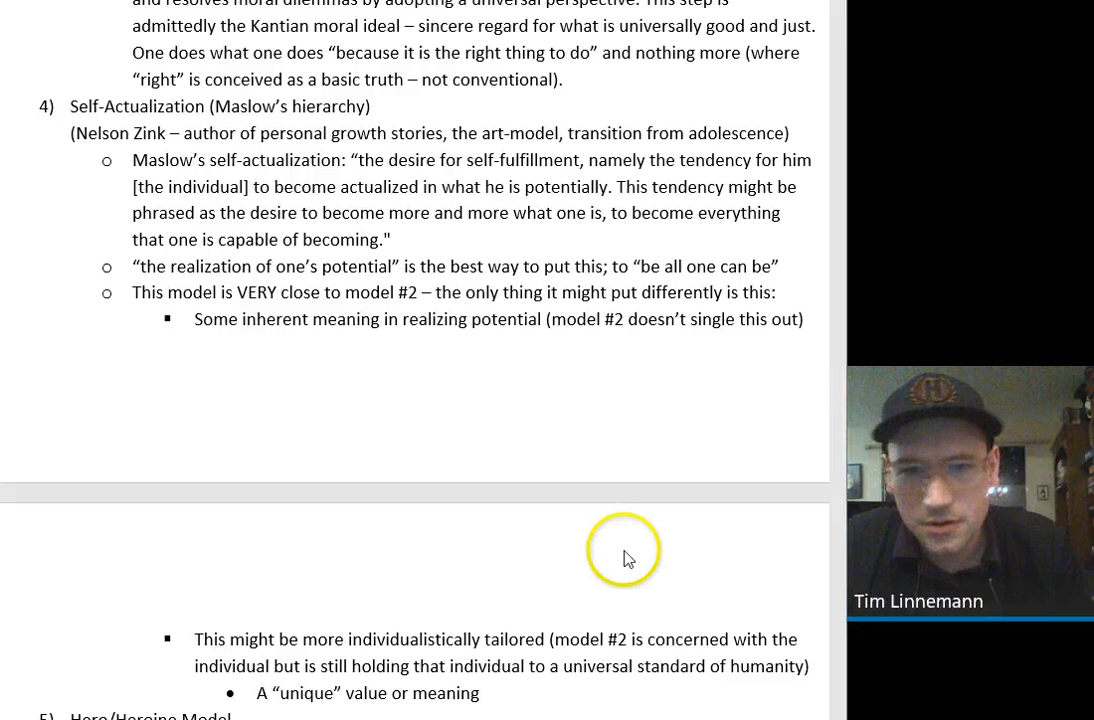 and resolves moral dilemmas by adopting a universal perspective. This step is
admittedly the Kantian moral ideal – sincere regard for what is universally good and just.
One does what one does “because it is the right thing to do” and nothing more (where
“right” is conceived as a basic truth – not conventional).
4) Self-Actualization (Maslow’s hierarchy)
(Nelson Zink – author of personal growth stories, the art-model, transition from adolescence)
o Maslow’s self-actualization: “the desire for self-fulfillment, namely the tendency for him
[the individual] to become actualized in what he is potentially. This tendency might be
phrased as the desire to become more and more what one is, to become everything
that one is capable of becoming."
o “the realization of one’s potential” is the best way to put this; to “be all one can be”
o This model is VERY close to model #2 – the only thing it might put differently is this:
▪ Some inherent meaning in realizing potential (model #2 doesn’t single this out)
▪ This might be more individualistically tailored (model #2 is concerned with the
individual but is still holding that individual to a universal standard of humanity)
• A “unique” value or meaning
5) Hero/Heroine Model
H
Tim Linnemann